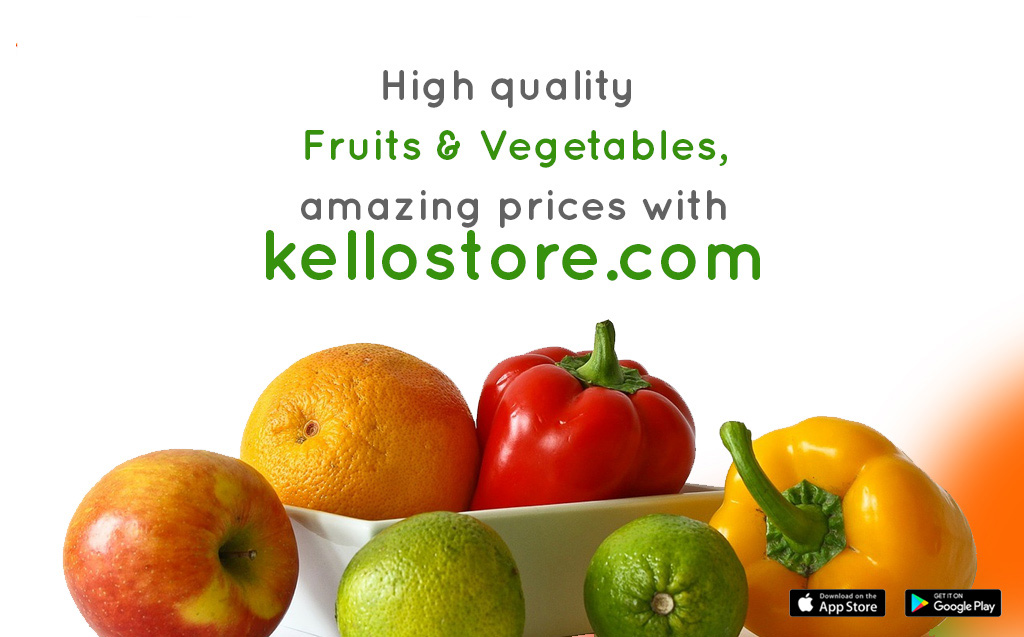 High quality
Fruits & Vegetables,
amazing prices with
kellostore.com
Download on the
App Store
GET IT ON
Google Play